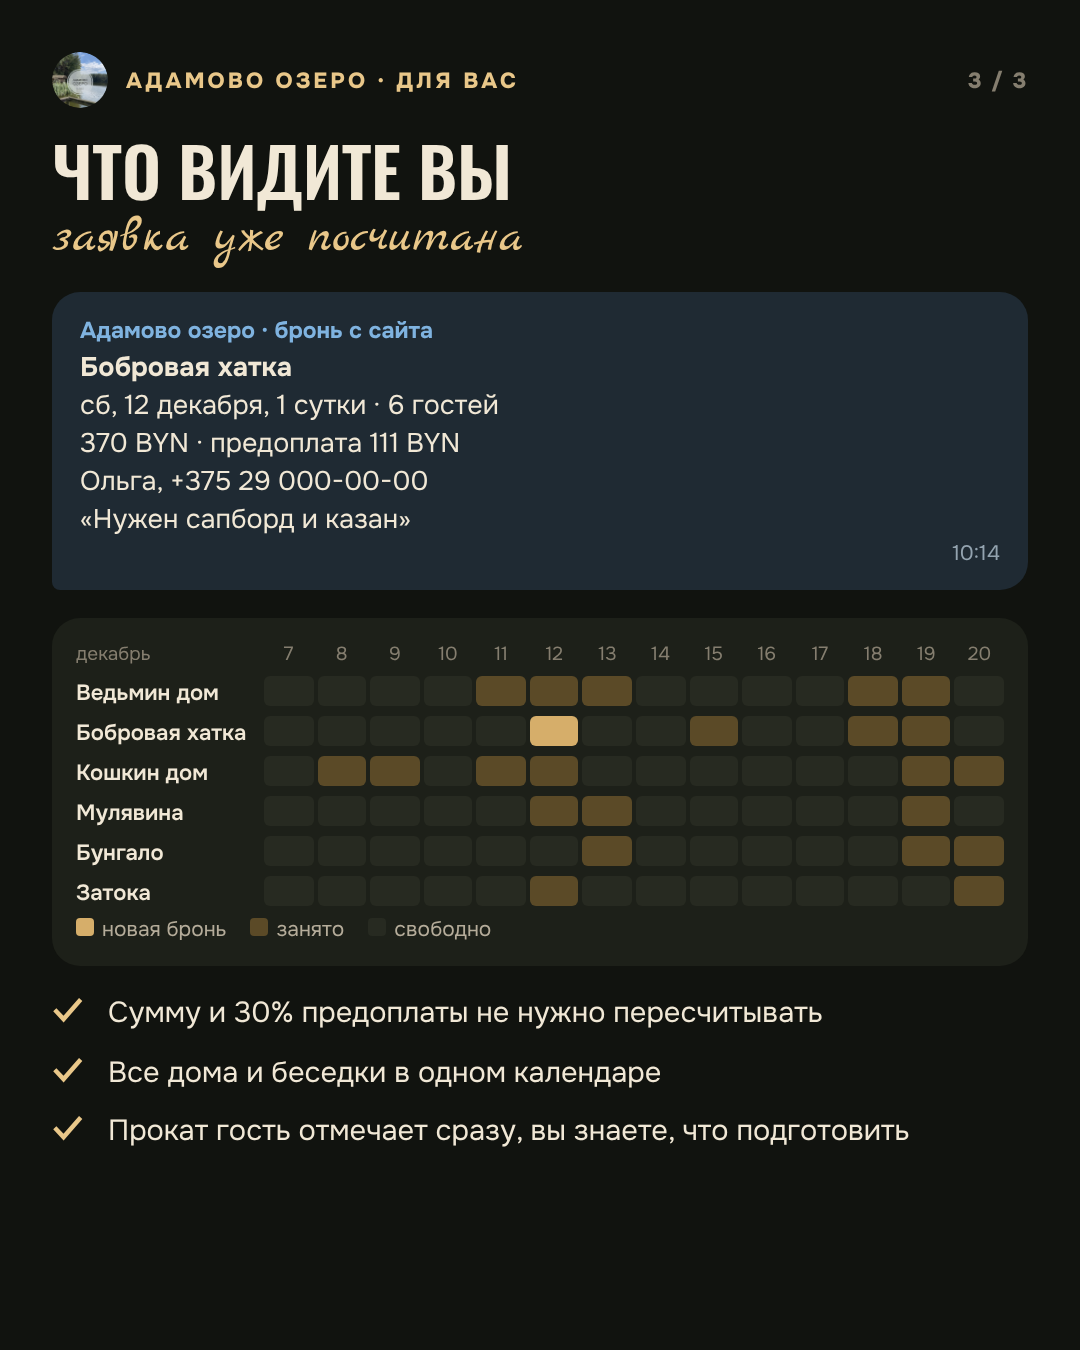 АДАМОВО ОЗЕРО · ДЛЯ ВАС
3 / 3
ЧТО ВИДИТЕ ВЫ
заявка уже посчитана
Адамово озеро · бронь с сайта
Бобровая хатка
сб, 12 декабря, 1 сутки · 6 гостей
370 BYN · предоплата 111 BYN
Ольга, +375 29 000-00-00
«Нужен сапборд и казан»
10:14
декабрь 7 8 9 10 11 12 13 14 15 16 17 18 19 20
Ведьмин дом
Бобровая хатка
Кошкин дом
Мулявина
Бунгало
Затока
новая бронь занято свободно
Сумму и 30% предоплаты не нужно пересчитывать
Все дома и беседки в одном календаре
Прокат гость отмечает сразу, вы знаете, что подготовить